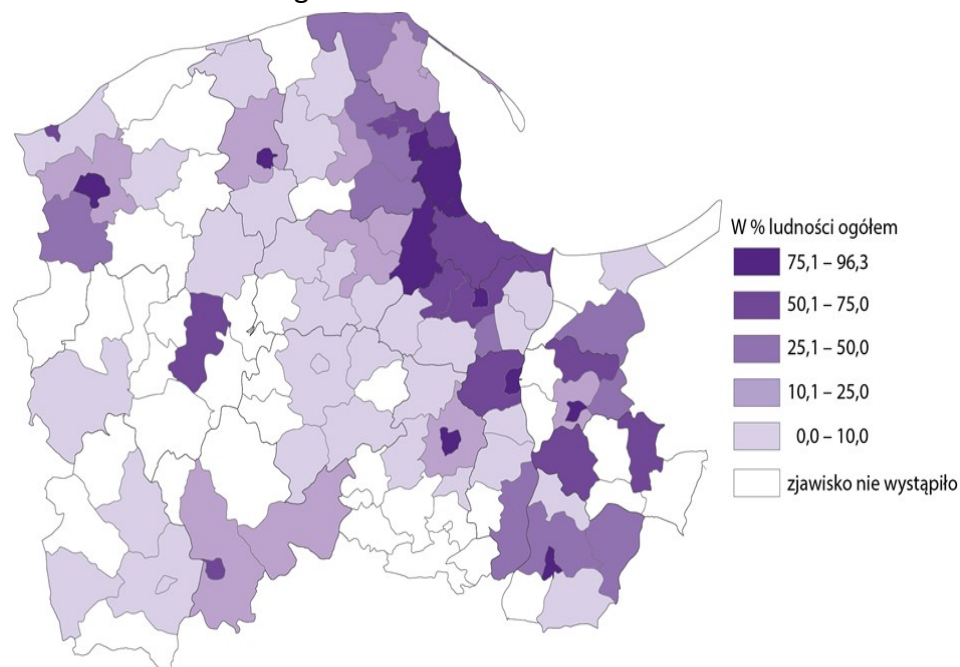 W % ludności ogółem
75,1 – 96,3
50,1 – 75,0
25,1 – 50,0
10,1 – 25,0
0,0 – 10,0
zjawisko nie wystąpiło